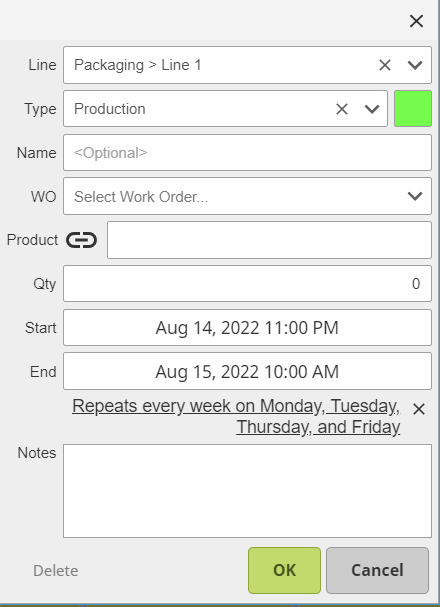 Line Packaging > Line 1
Type Production
Name <Optional>
WO Select Work Order...
Product
Qty 0
Start Aug 14, 2022 11:00 PM
End Aug 15, 2022 10:00 AM
Repeats every week on Monday, Tuesday,
Thursday, and Friday
Notes
Delete OK Cancel